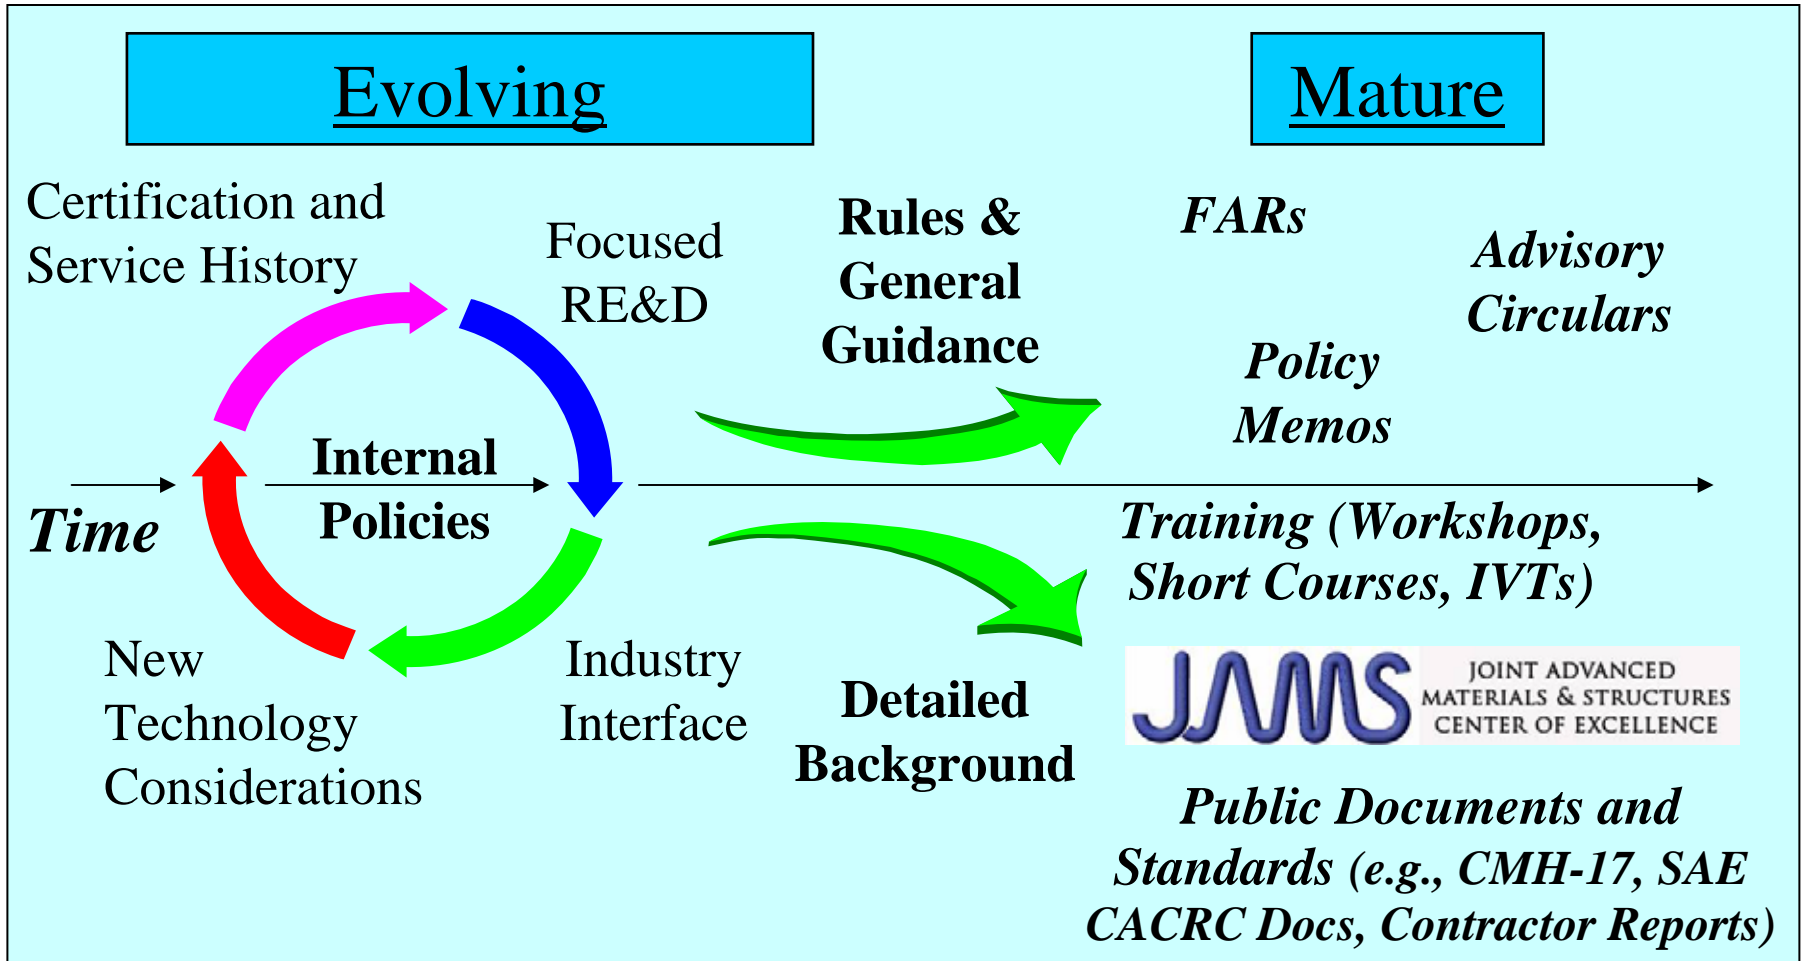 Evolving
Mature
Certification and
Service History
Focused
RE&D
Rules &
General
Guidance
FARs
Advisory
Circulars
Policy
Memos
Internal
Policies
Time
Training (Workshops,
Short Courses, IVTs)
New
Technology
Considerations
Industry
Interface
Detailed
Background
JAMS
JOINT ADVANCED
MATERIALS & STRUCTURES
CENTER OF EXCELLENCE
Public Documents and
Standards (e.g., CMH-17, SAE
CACRC Docs, Contractor Reports)